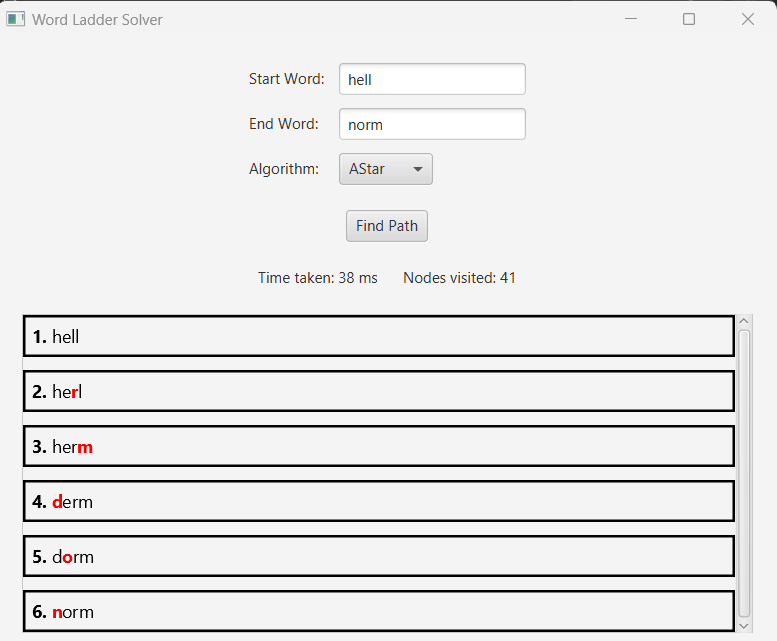 Word Ladder Solver
Start Word: hell
End Word: norm
Algorithm: AStar
Find Path
Time taken: 38 ms Nodes visited: 41
1. hell
2. herl
3. herm
4. derm
5. dorm
6. norm